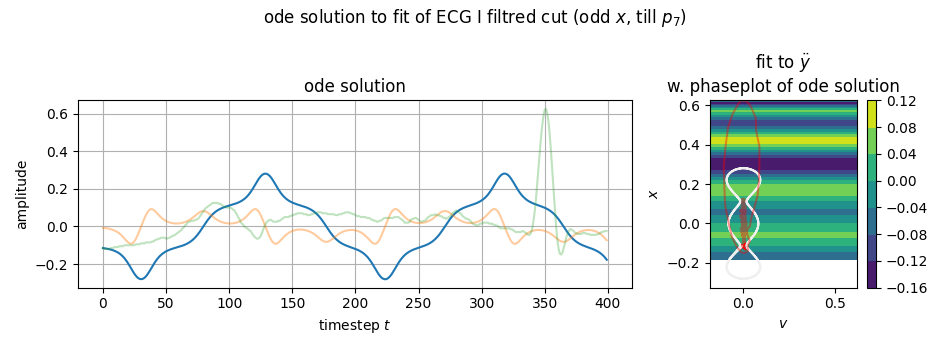 ode solution to fit of ECG I filtred cut (odd x, till p₇)
ode solution
fit to ÿ
w. phaseplot of ode solution
amplitude
0.6
0.4
0.2
0.0
−0.2
0 50 100 150 200 250 300 350 400
timestep t
x
0.6
0.4
0.2
0.0
−0.2
0.0 0.5
v
0.12
0.08
0.04
0.00
−0.04
−0.08
−0.12
−0.16